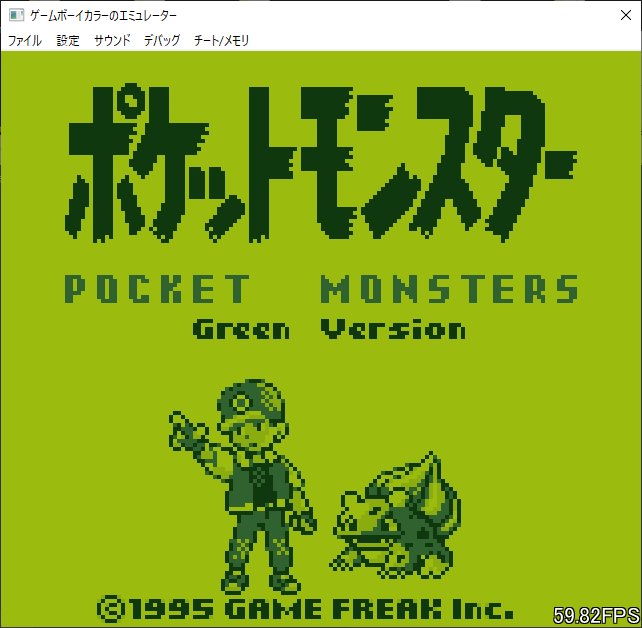 ゲームボーイカラーのエミュレーター
ファイル 設定 サウンド デバッグ チート/メモリ
ポケットモンスター
POCKET MONSTERS
Green Version
©1995 GAME FREAK Inc.
59.82FPS